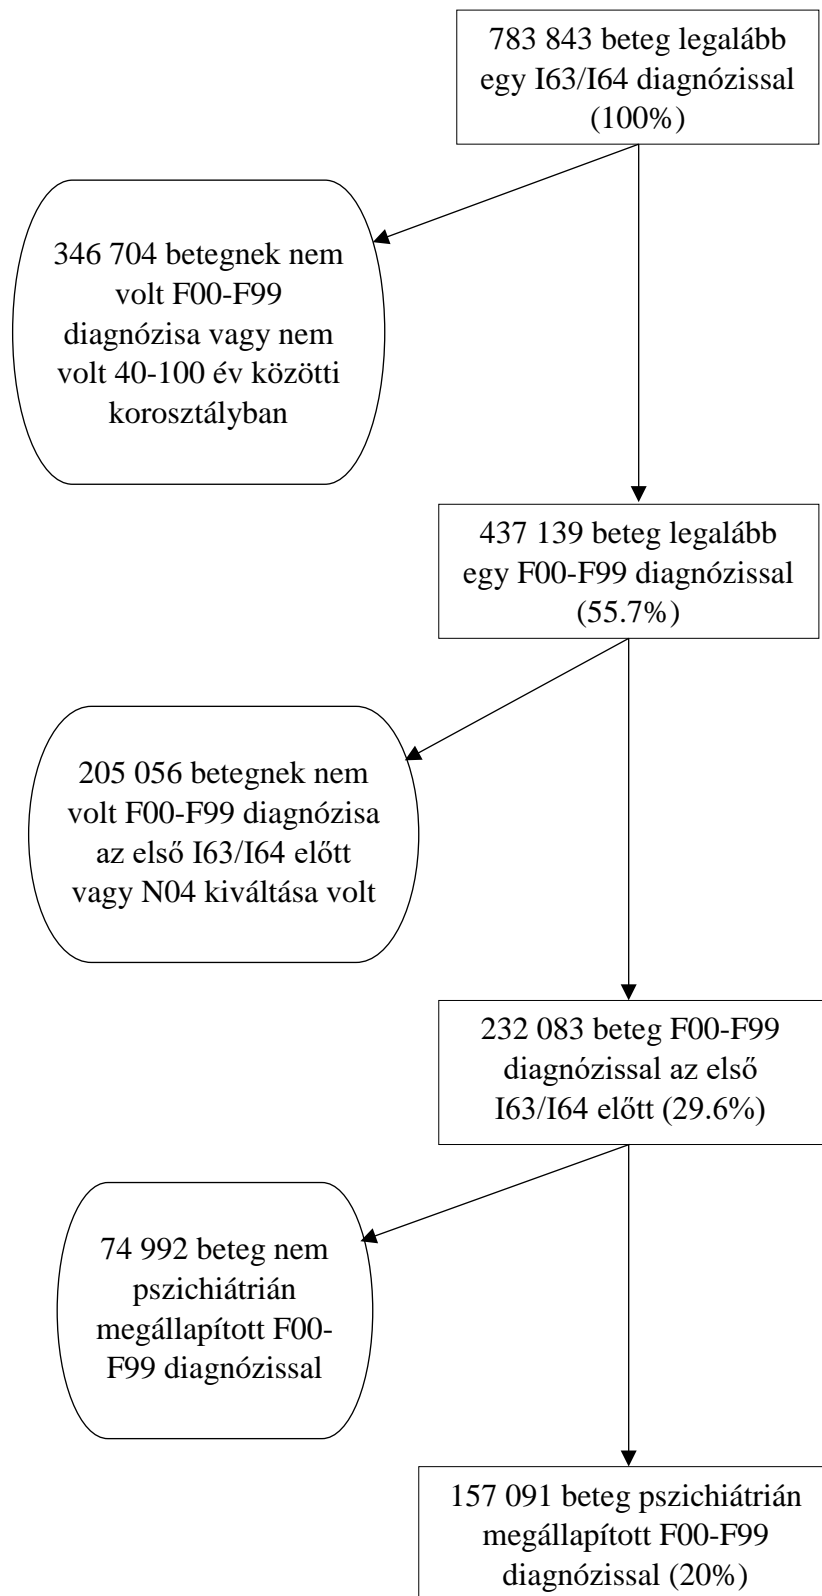 783 843 beteg legalább
egy I63/I64 diagnózissal
(100%)
346 704 betegnek nem
volt F00-F99
diagnózisa vagy nem
volt 40-100 év közötti
korosztályban
437 139 beteg legalább
egy F00-F99 diagnózissal
(55.7%)
205 056 betegnek nem
volt F00-F99 diagnózisa
az első I63/I64 előtt
vagy N04 kiváltása volt
232 083 beteg F00-F99
diagnózissal az első
I63/I64 előtt (29.6%)
74 992 beteg nem
pszichiátrián
megállapított F00-
F99 diagnózissal
157 091 beteg pszichiátrián
megállapított F00-F99
diagnózissal (20%)